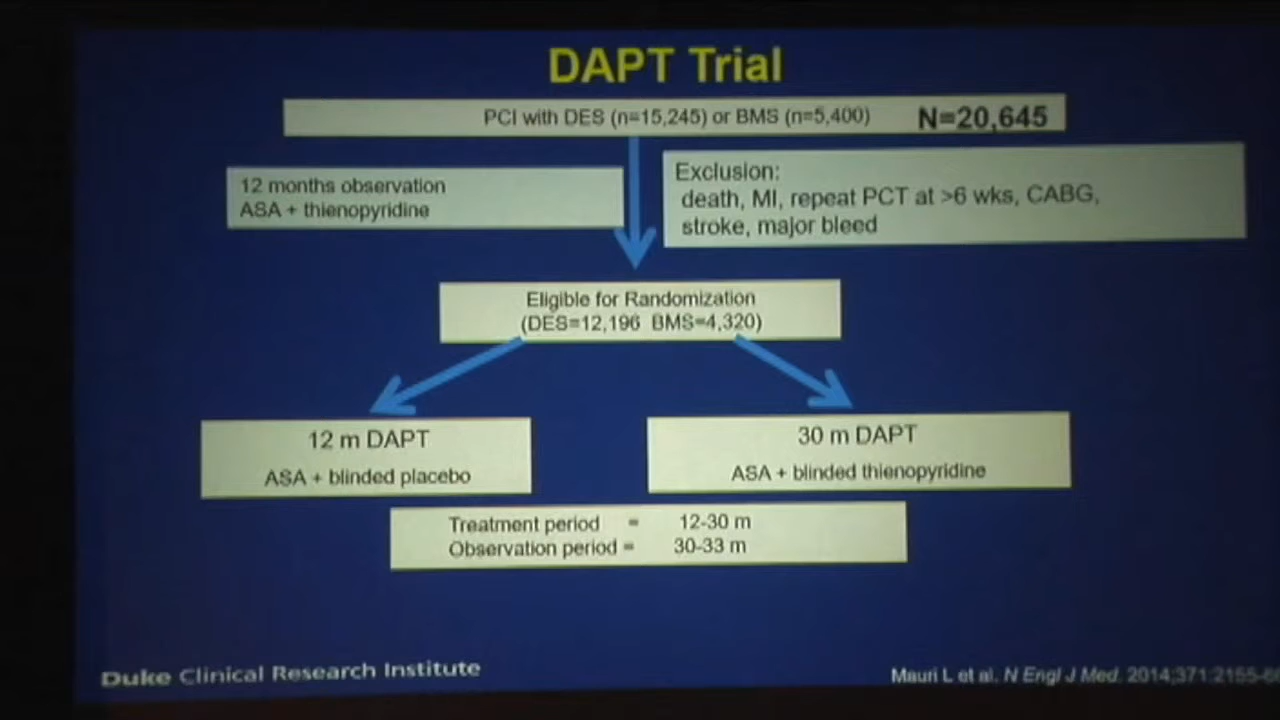 DAPT Trial
PCI with DES (n=15,245) or BMS (n=5,400) N=20,645
12 months observation
ASA + thienopyridine
Exclusion:
death, MI, repeat PCT at >6 wks, CABG,
stroke, major bleed
Eligible for Randomization
(DES=12,196 BMS=4,320)
12 m DAPT
ASA + blinded placebo
30 m DAPT
ASA + blinded thienopyridine
Treatment period = 12-30 m
Observation period = 30-33 m
Duke Clinical Research Institute
Mauri L et al. N Engl J Med. 2014;371:2155-6